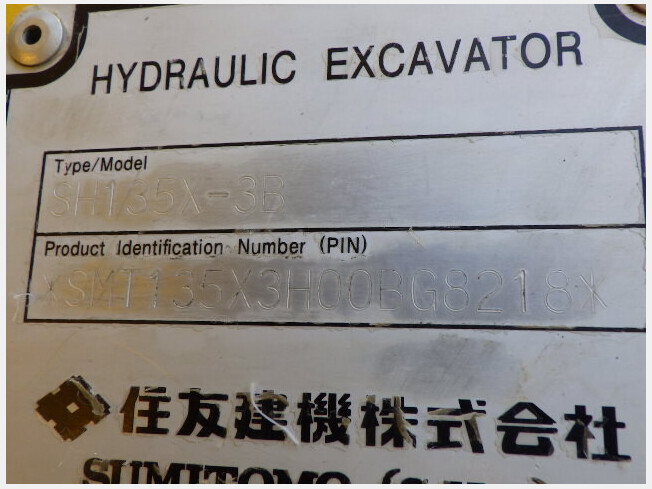 HYDRAULIC EXCAVATOR
Type/Model
SH135X-3B
Product Identification Number (PIN)
*SMT135X3H00BG8218*
住友建機株式会社
SUMITOMO